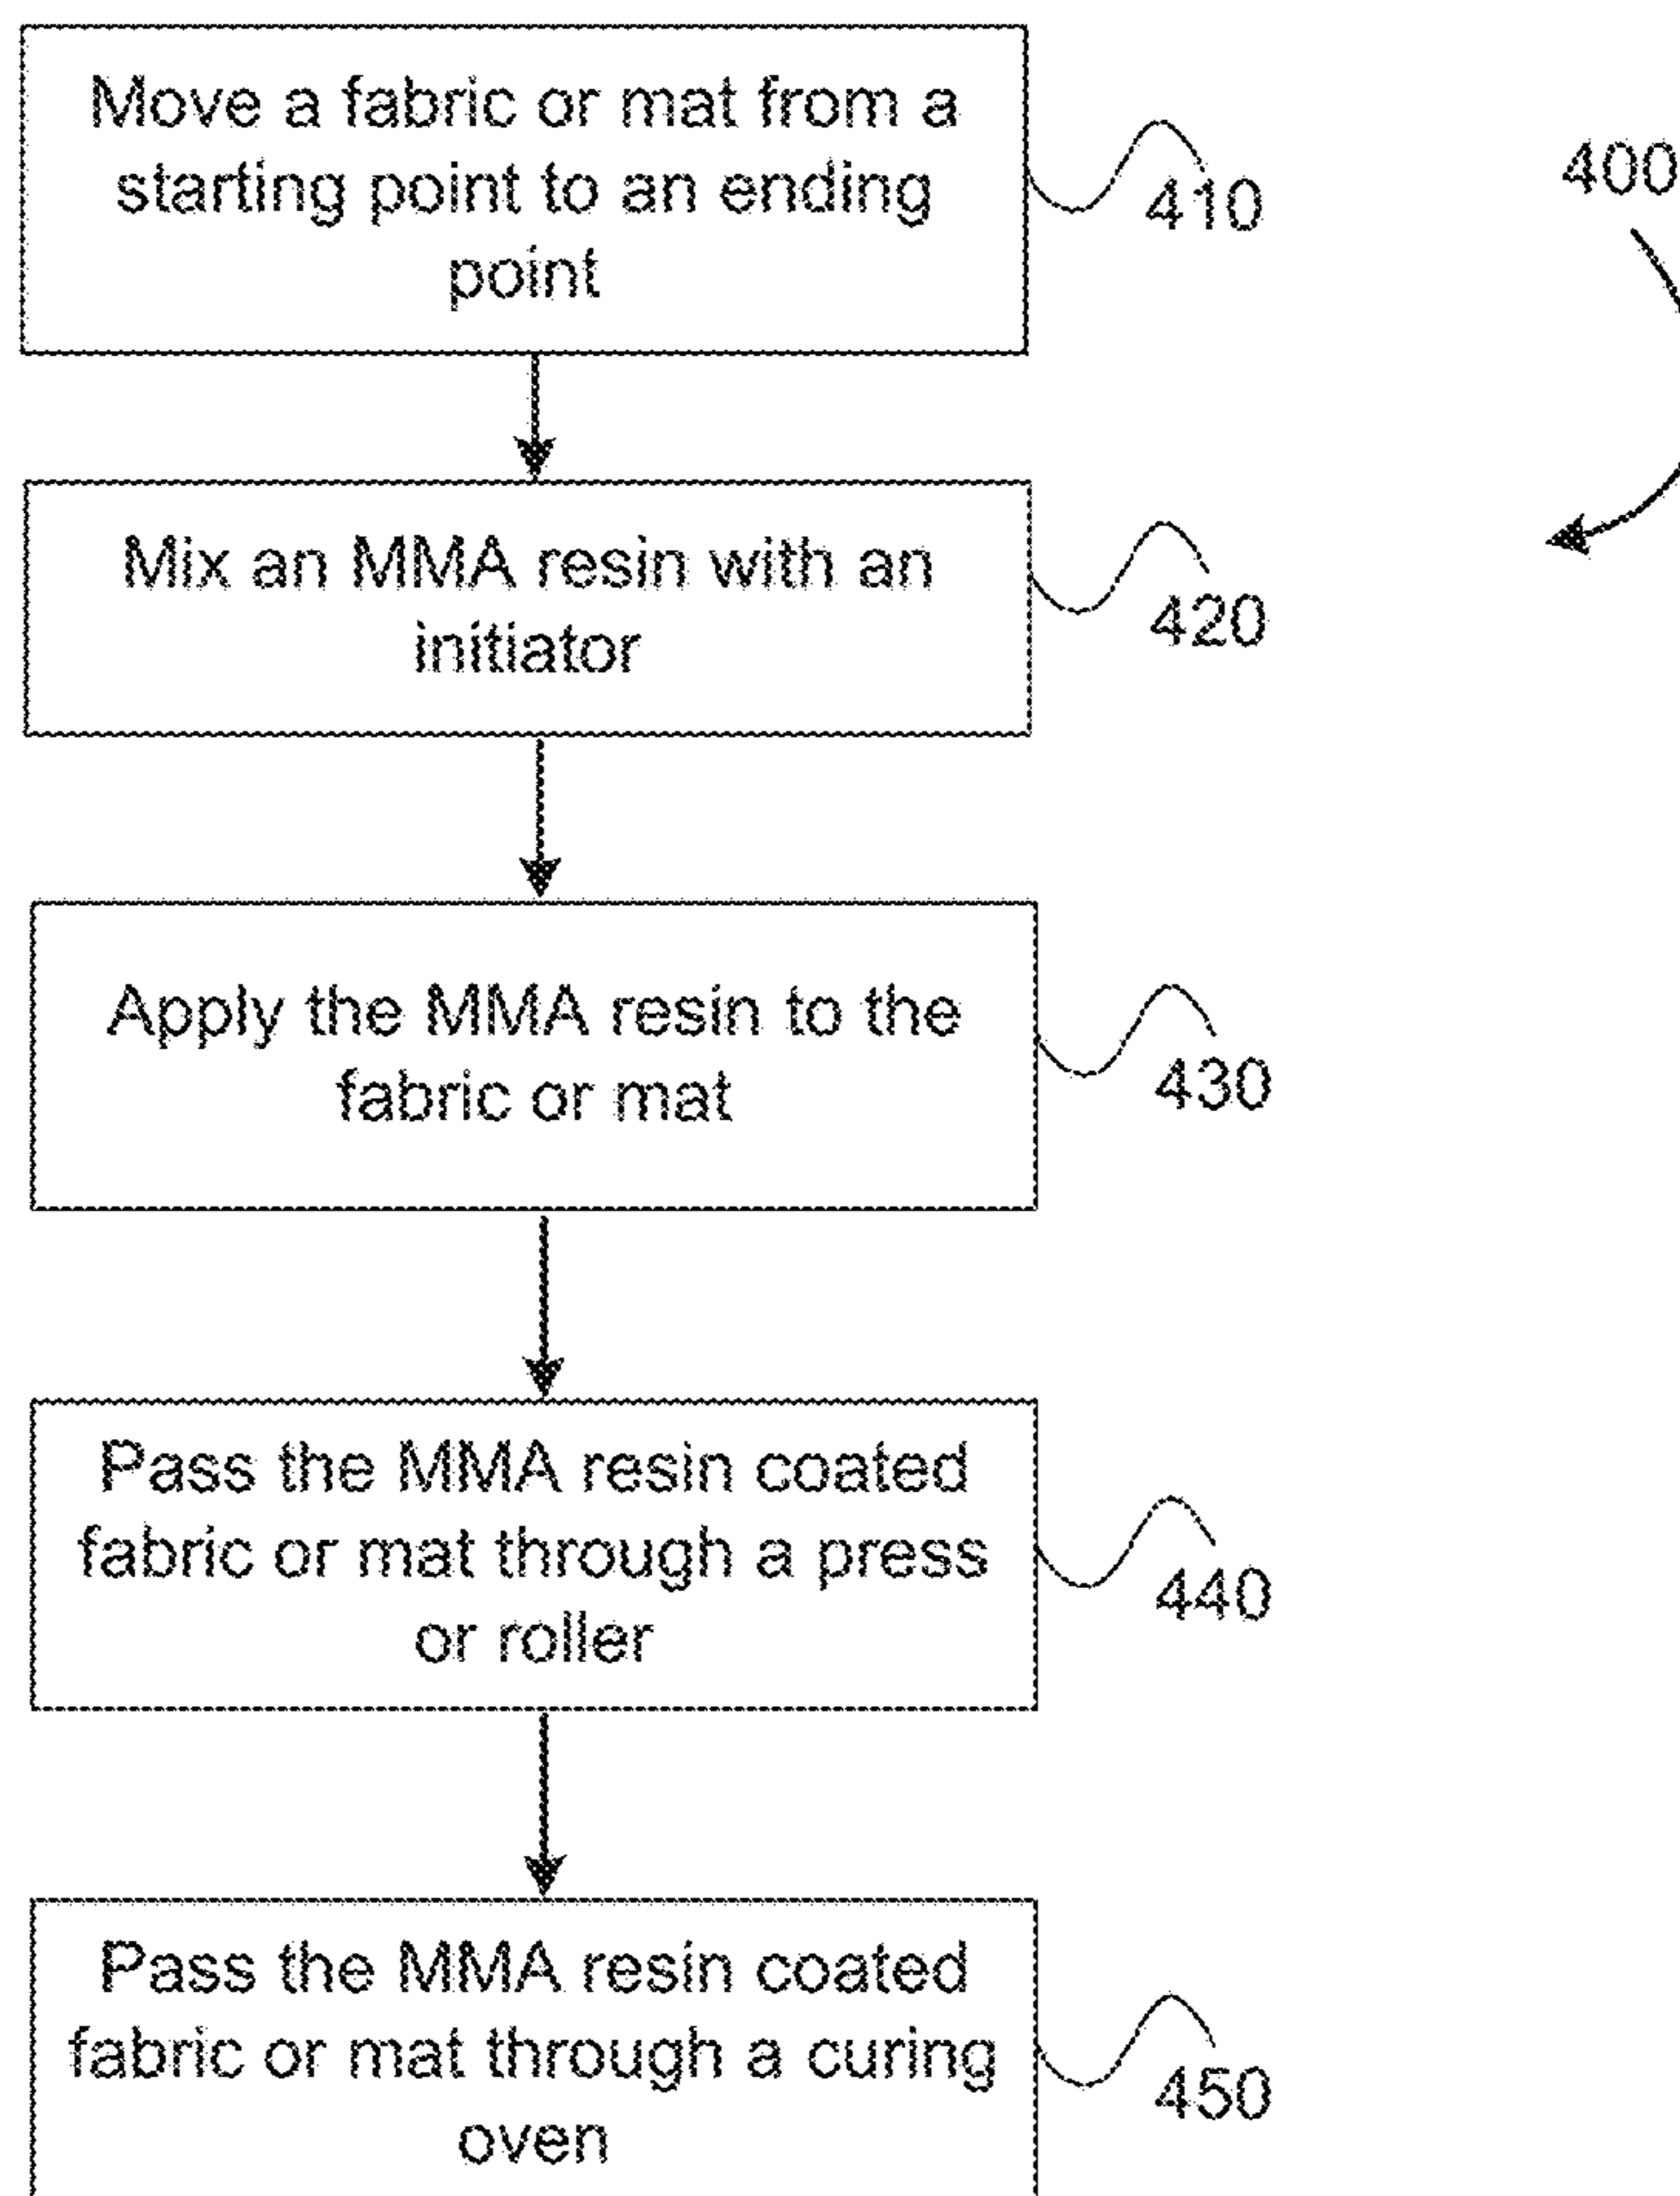 Move a fabric or mat from a
starting point to an ending
point
410
400
Mix an MMA resin with an
initiator
420
Apply the MMA resin to the
fabric or mat
430
Pass the MMA resin coated
fabric or mat through a press
or roller
440
Pass the MMA resin coated
fabric or mat through a curing
oven
450